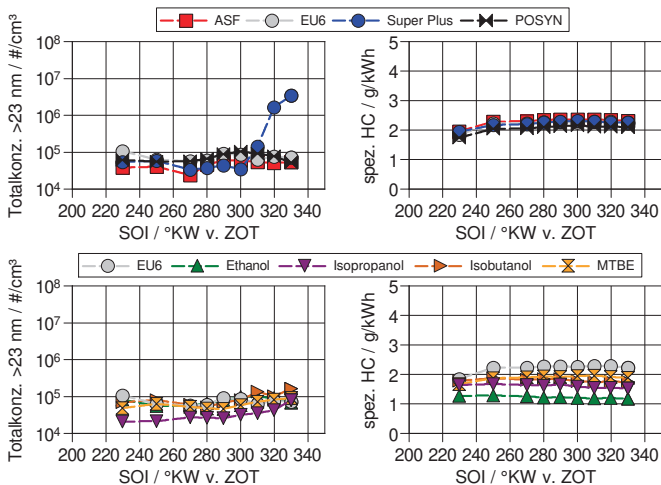 ASF EU6 Super Plus POSYN
Totalkonz. >23 nm / #/cm³
10⁸
10⁷
10⁶
10⁵
10⁴
200 220 240 260 280 300 320 340
SOI / °KW v. ZOT
spez. HC / g/kWh
5
4
3
2
1
0
200 220 240 260 280 300 320 340
SOI / °KW v. ZOT
EU6 Ethanol Isopropanol Isobutanol MTBE
Totalkonz. >23 nm / #/cm³
10⁸
10⁷
10⁶
10⁵
10⁴
200 220 240 260 280 300 320 340
SOI / °KW v. ZOT
spez. HC / g/kWh
5
4
3
2
1
0
200 220 240 260 280 300 320 340
SOI / °KW v. ZOT